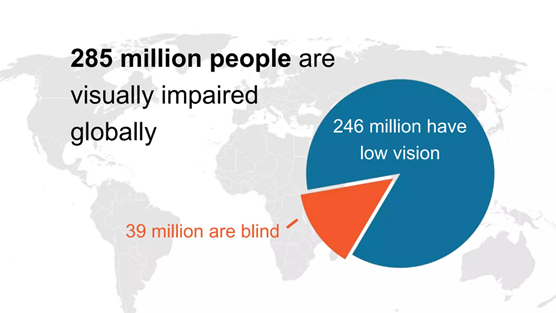 285 million people are
visually impaired
globally
246 million have
low vision
39 million are blind